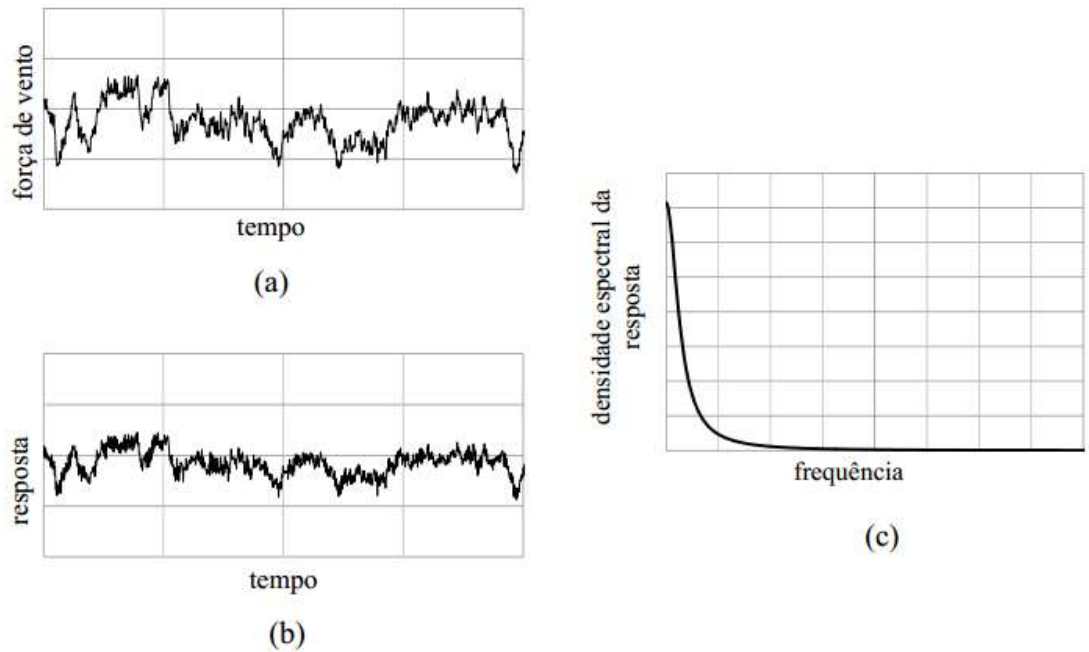 força de vento
tempo
(a)
resposta
tempo
(b)
densidade espectral da
resposta
frequência
(c)